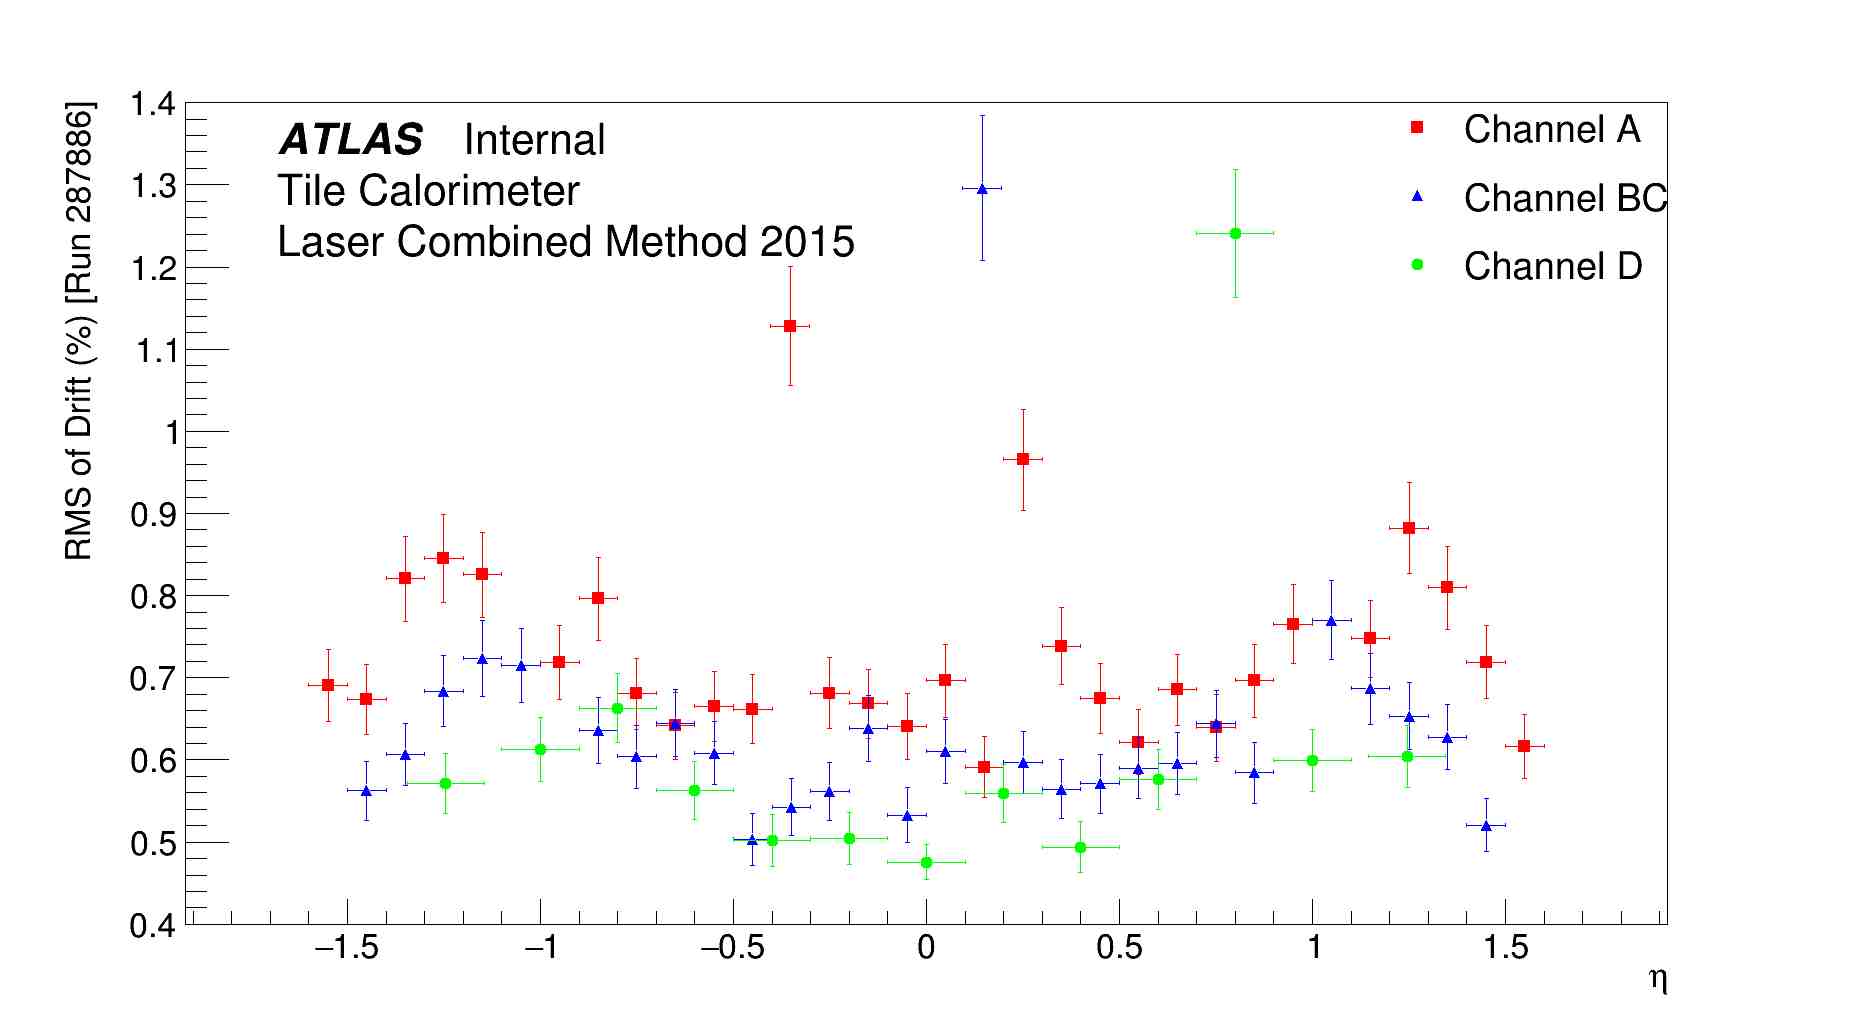 ATLAS Internal
Tile Calorimeter
Laser Combined Method 2015
Channel A
Channel BC
Channel D
RMS of Drift (%) [Run 287886]
1.4
1.3
1.2
1.1
1
0.9
0.8
0.7
0.6
0.5
0.4
−1.5 −1 −0.5 0 0.5 1 1.5
η